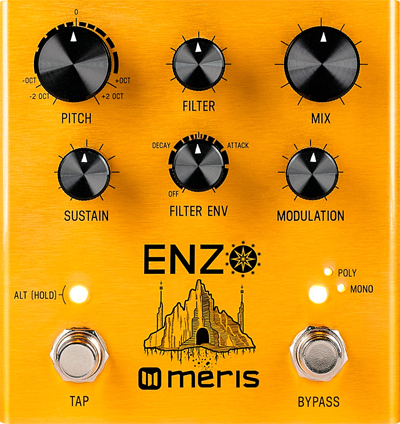 0
-OCT +OCT
-2 OCT +2 OCT
PITCH
FILTER
MIX
DECAY ATTACK
OFF
SUSTAIN
FILTER ENV
MODULATION
ENZO
POLY
MONO
ALT (HOLD)
meris
TAP
BYPASS